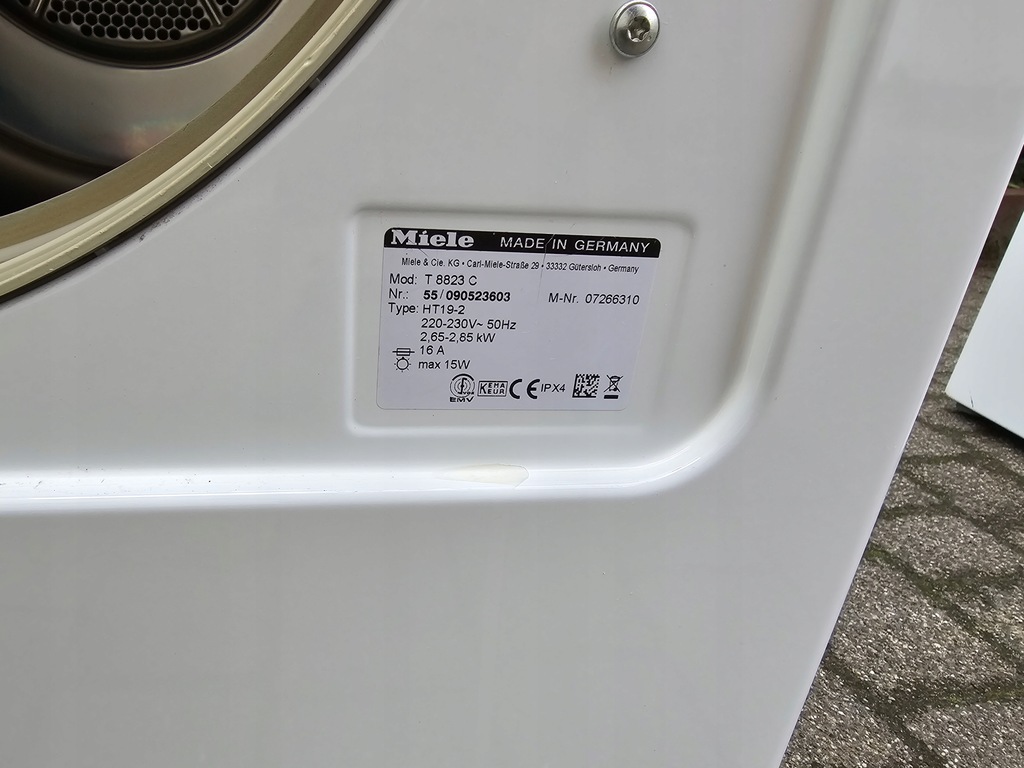 Miele MADE IN GERMANY
Miele & Cie. KG • Carl-Miele-Straße 29 • 33332 Gütersloh • Germany
Mod: T 8823 C
Nr.: 55/090523603 M-Nr. 07266310
Type: HT19-2
220-230V~ 50Hz
2,65-2,85 kW
16 A
max 15W
KEMA KEUR CE IPX4
EMV